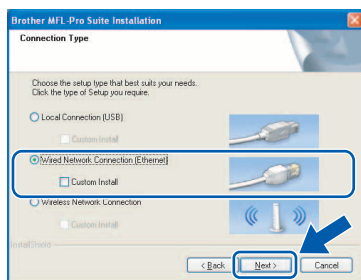 Brother MFL-Pro Suite Installation
Connection Type
Choose the setup type that best suits your needs.
Click the type of Setup you require.
Local Connection (USB)
Custom Install
Wired Network Connection (Ethernet)
Custom Install
Wireless Network Connection
Custom Install
InstallShield
< Back
Next >
Cancel